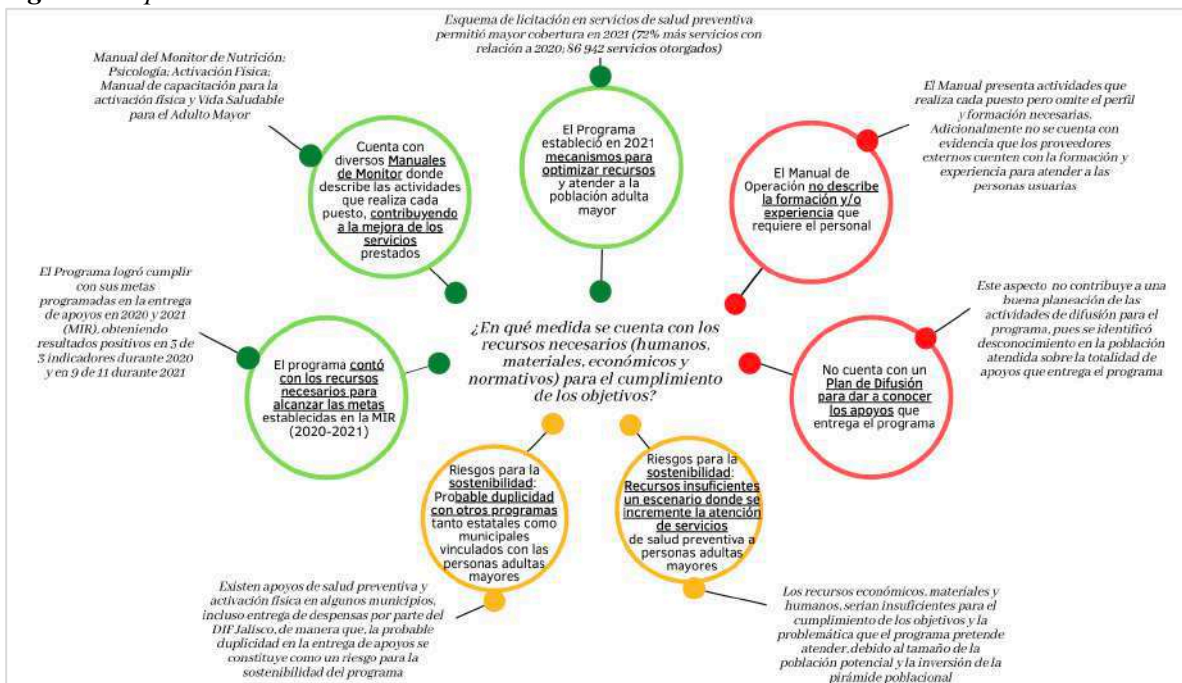 Esquema de licitación en servicios de salud preventiva
permitió mayor cobertura en 2021 (72% más servicios con
relación a 2020; 86 942 servicios otorgados)
Manual del Monitor de Nutrición;
Psicología; Activación Física;
Manual de capacitación para la
activación física y Vida Saludable
para el Adulto Mayor
El Manual presenta actividades que
realiza cada puesto pero omite el perfil
y formación necesarias.
Adicionalmente no se cuenta con
evidencia que los proveedores
externos cuenten con la formación y
experiencia para atender a las
personas usuarias
Cuenta con
diversos Manuales
de Monitor donde
describe las actividades
que realiza cada
puesto, contribuyendo
a la mejora de los
servicios
prestados
El Programa
estableció en 2021
mecanismos para
optimizar recursos
y atender a la
población adulta
mayor
El Manual de
Operación no describe
la formación y/o
experiencia que
requiere el personal
El Programa logró cumplir
con sus metas
programadas en la entrega
de apoyos en 2020 y 2021
(MIR), obteniendo
resultados positivos en 3 de
3 indicadores durante 2020
y en 9 de 11 durante 2021
El programa contó
con los recursos
necesarios para
alcanzar las metas
establecidas en la MIR
(2020-2021)
¿En qué medida se cuenta con los
recursos necesarios (humanos,
materiales, económicos y
normativos) para el cumplimiento
de los objetivos?
No cuenta con un
Plan de Difusión
para dar a conocer
los apoyos que
entrega el programa
Este aspecto no contribuye a una
buena planeación de las
actividades de difusión para el
programa, pues se identificó
desconocimiento en la población
atendida sobre la totalidad de
apoyos que entrega el programa
Riesgos para la
sostenibilidad:
Probable duplicidad
con otros programas
tanto estatales como
municipales
vinculados con las
personas adultas
mayores
Riesgos para la
sostenibilidad:
Recursos insuficientes
un escenario donde se
incremente la atención
de servicios
de salud preventiva a
personas adultas
mayores
Existen apoyos de salud preventiva y
activación física en algunos municipios,
incluso entrega de despensas por parte del
DIF Jalisco, de manera que, la probable
duplicidad en la entrega de apoyos se
constituye como un riesgo para la
sostenibilidad del programa
Los recursos económicos, materiales y
humanos, serían insuficientes para el
cumplimiento de los objetivos y la
problemática que el programa pretende
atender, debido al tamaño de la
población potencial y la inversión de la
pirámide poblacional